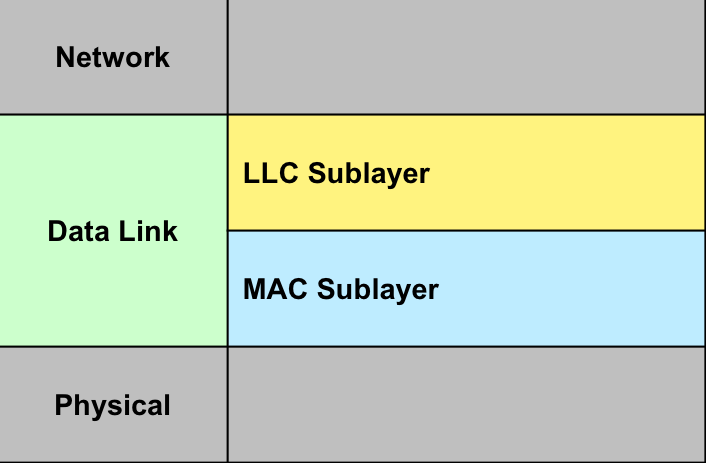 Network
LLC Sublayer
Data Link
MAC Sublayer
Physical